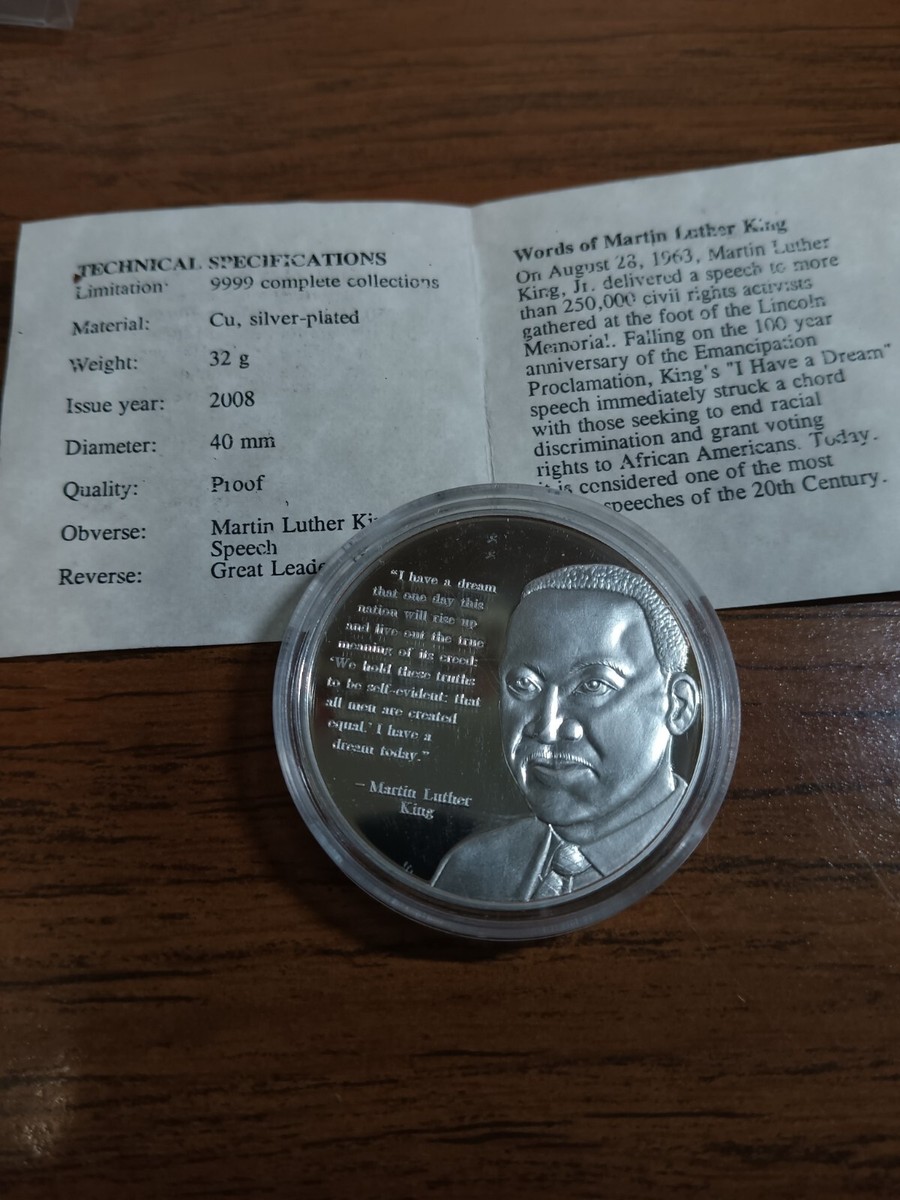 TECHNICAL SPECIFICATIONS
Limitation: 9999 complete collections
Material: Cu, silver-plated
Weight: 32 g
Issue year: 2008
Diameter: 40 mm
Quality: Proof
Obverse: Martin Luther
Speech
Reverse: Great
Words of Martin Luther King
On August 28, 1963, Martin Luther
King, Jr. delivered a speech to more
than 250,000 civil rights activists
gathered at the foot of the Lincoln
Memorial. Falling on the 100 year
anniversary of the Emancipation
Proclamation, King's "I Have a Dream"
speech immediately struck a chord
with those seeking to end racial
discrimination and grant voting
rights to African Americans. Today,
it is considered one of the most
speeches of the 20th Century.
"I have a dream
that one day this
nation will rise up
and live out the true
meaning of its creed:
'We hold these truths
to be self-evident: that
all men are created
equal.' I have a
dream today."
– Martin Luther
King